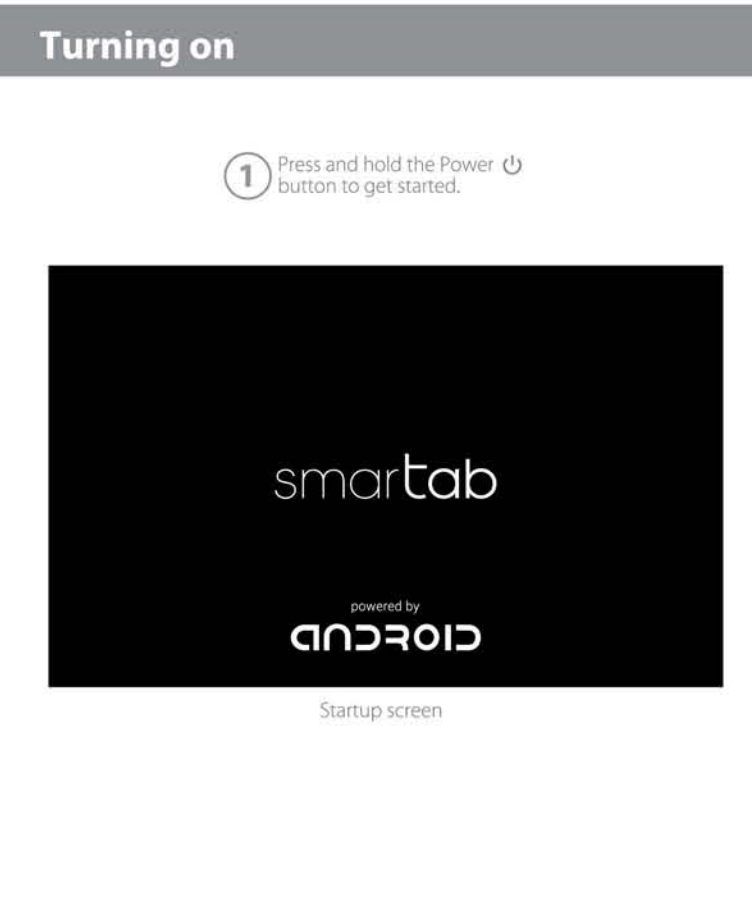 Turning on
1 Press and hold the Power
button to get started.
smartab
powered by
ANDROID
Startup screen